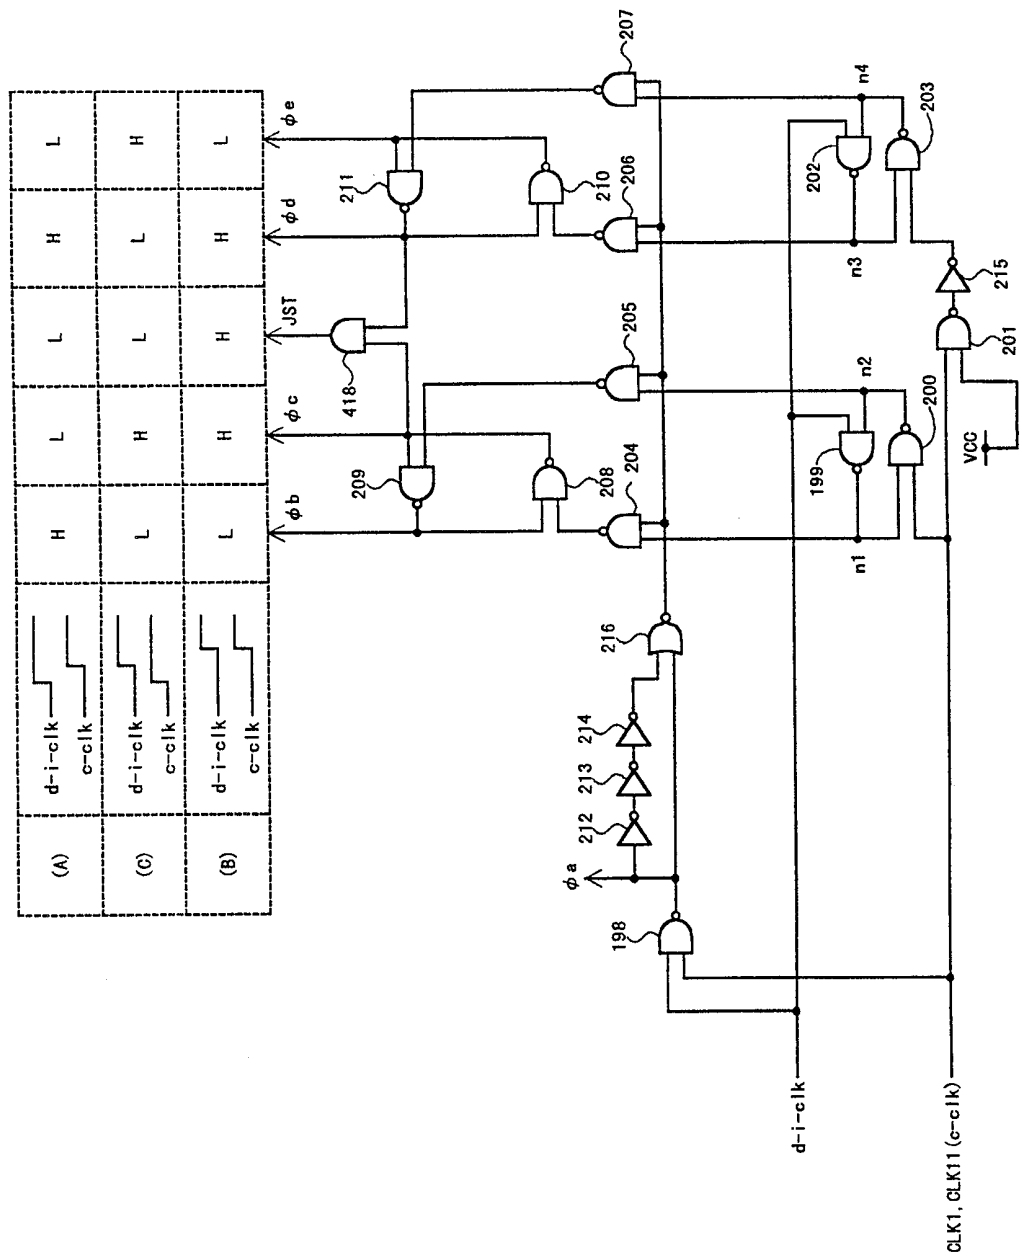 (A) d-i-clk c-clk H L L H L
(C) d-i-clk c-clk L H L L H
(B) d-i-clk c-clk L H H H L
φb φc JST φd φe
209 418 211
208 210
204 205 206 207
φa 212 213 214 216
198
n1 n2 n3 n4
199 202
200 203
VCC 201 215
d-i-clk
CLK1, CLK11(c-clk)